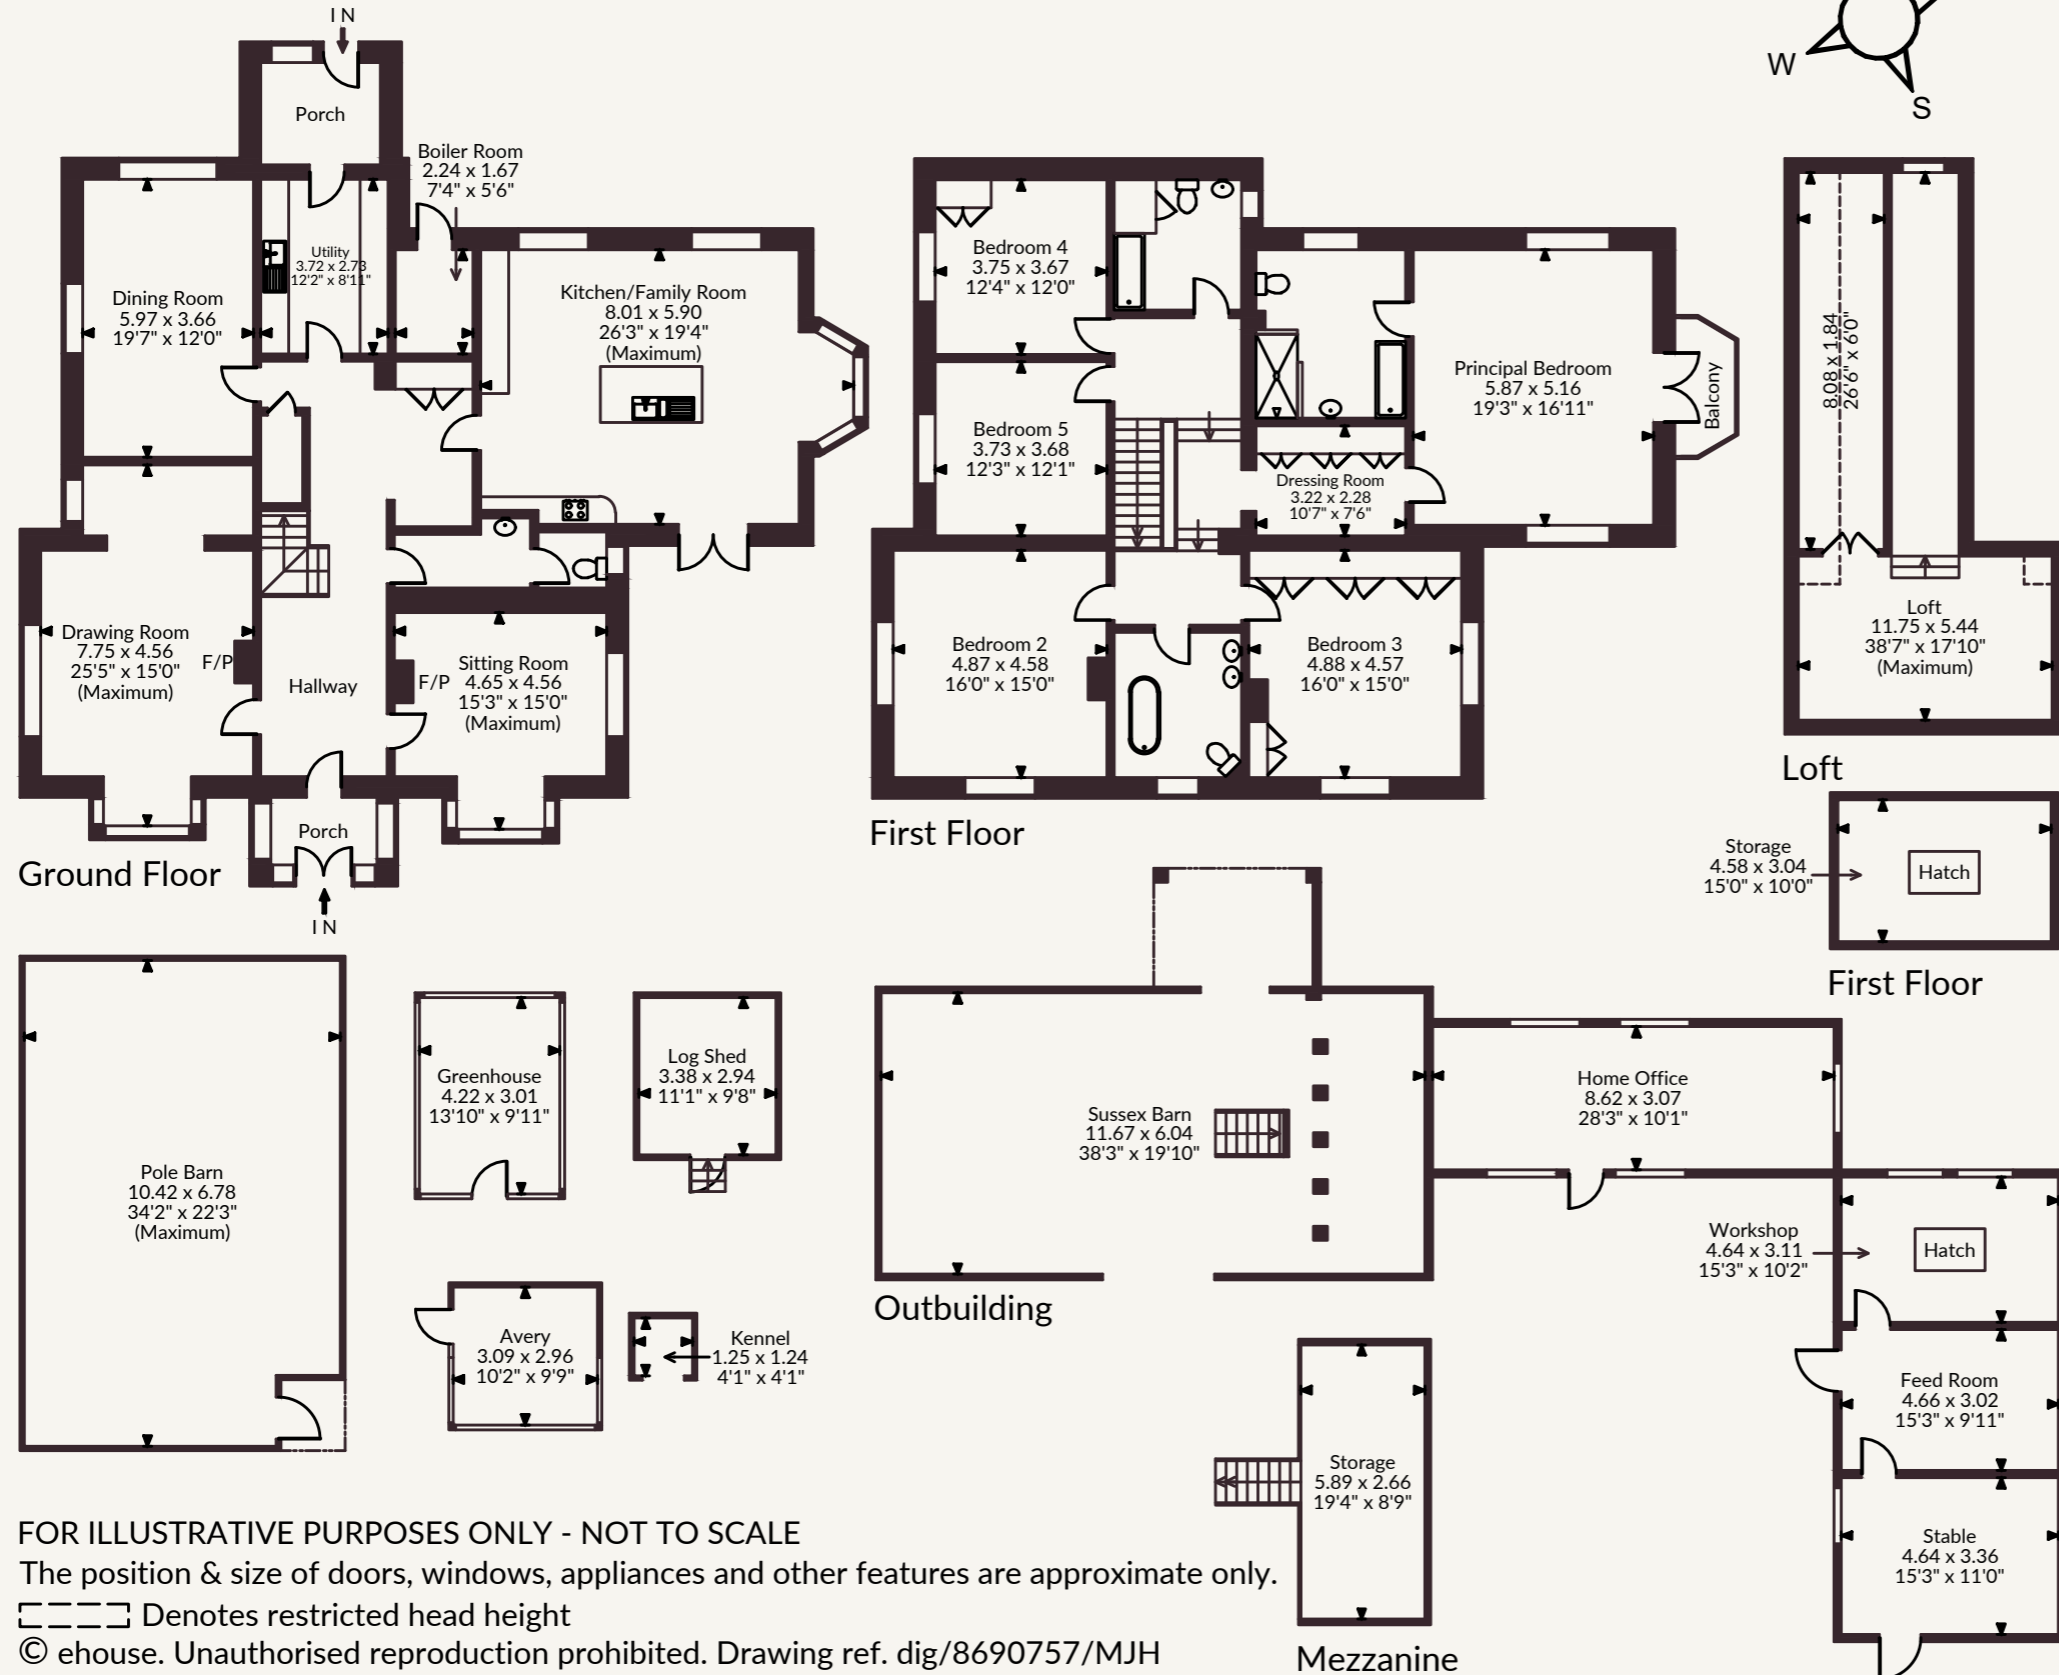 IN
Porch
Boiler Room
2.24 x 1.67
7'4" x 5'6"
Utility
3.72 x 2.73
12'2" x 8'11"
Dining Room
5.97 x 3.66
19'7" x 12'0"
Kitchen/Family Room
8.01 x 5.90
26'3" x 19'4"
(Maximum)
Drawing Room
7.75 x 4.56
25'5" x 15'0"
(Maximum)
F/P
Hallway
F/P
Sitting Room
4.65 x 4.56
15'3" x 15'0"
(Maximum)
Porch
IN
Ground Floor
Bedroom 4
3.75 x 3.67
12'4" x 12'0"
Bedroom 5
3.73 x 3.68
12'3" x 12'1"
Principal Bedroom
5.87 x 5.16
19'3" x 16'11"
Balcony
Dressing Room
3.22 x 2.28
10'7" x 7'6"
Bedroom 2
4.87 x 4.58
16'0" x 15'0"
Bedroom 3
4.88 x 4.57
16'0" x 15'0"
First Floor
W
S
8.08 x 1.84
26'6" x 6'0"
Loft
11.75 x 5.44
38'7" x 17'10"
(Maximum)
Loft
Storage
4.58 x 3.04
15'0" x 10'0"
Hatch
First Floor
Pole Barn
10.42 x 6.78
34'2" x 22'3"
(Maximum)
Greenhouse
4.22 x 3.01
13'10" x 9'11"
Log Shed
3.38 x 2.94
11'1" x 9'8"
Avery
3.09 x 2.96
10'2" x 9'9"
Kennel
1.25 x 1.24
4'1" x 4'1"
Sussex Barn
11.67 x 6.04
38'3" x 19'10"
Home Office
8.62 x 3.07
28'3" x 10'1"
Workshop
4.64 x 3.11
15'3" x 10'2"
Hatch
Feed Room
4.66 x 3.02
15'3" x 9'11"
Stable
4.64 x 3.36
15'3" x 11'0"
Outbuilding
Storage
5.89 x 2.66
19'4" x 8'9"
Mezzanine
FOR ILLUSTRATIVE PURPOSES ONLY - NOT TO SCALE
The position & size of doors, windows, appliances and other features are approximate only.
Denotes restricted head height
© ehouse. Unauthorised reproduction prohibited. Drawing ref. dig/8690757/MJH